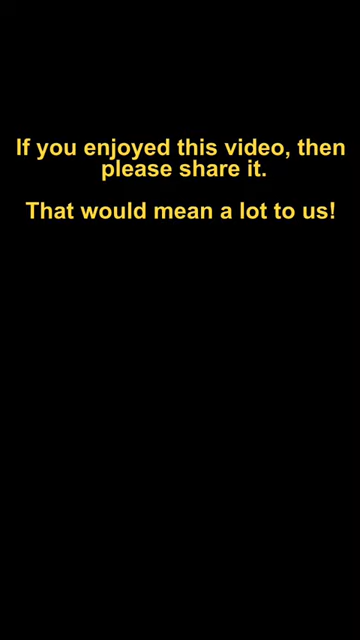 If you enjoyed this video, then
please share it.
That would mean a lot to us!